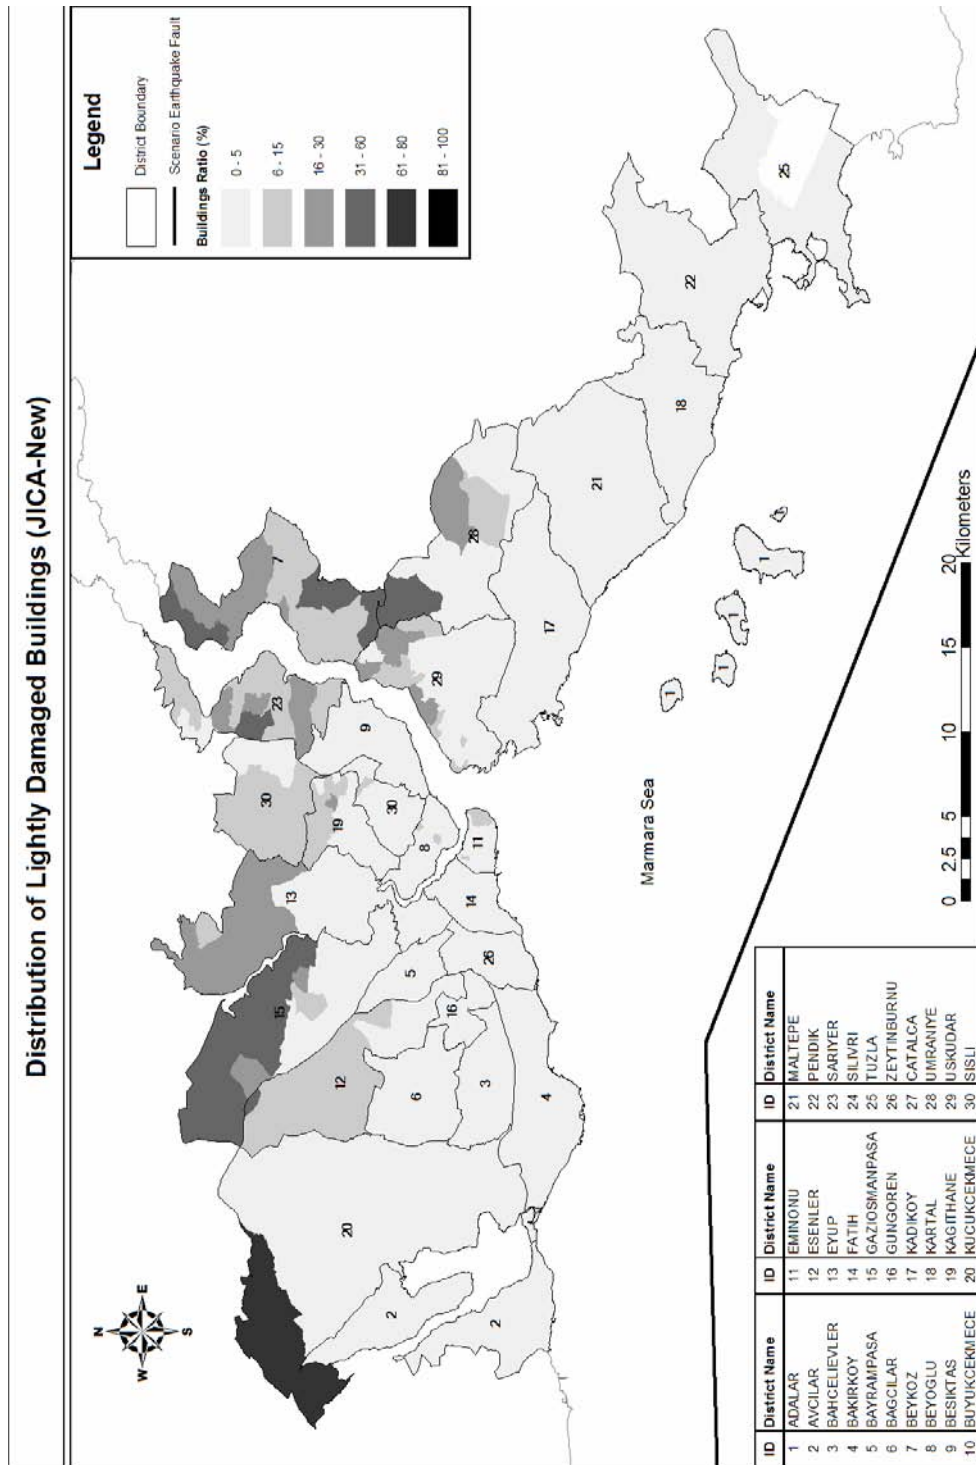 Distribution of Lightly Damaged Buildings (JICA-New)
N
W
E
S
Legend
District Boundary
Scenario Earthquake Fault
Buildings Ratio (%)
0 - 5
6 - 15
16 - 30
31 - 60
61 - 80
81 - 100
15
13
30
23
7
20
12
19
30
9
29
28
2
2
6
5
16
3
4
26
14
8
11
17
21
18
22
25
1
1
1
1
1
Marmara Sea
0 2.5 5 10 15 20
Kilometers
ID District Name ID District Name ID District Name
1 ADALAR 11 EMINONU 21 MALTEPE
2 AVCILAR 12 ESENLER 22 PENDIK
3 BAHCELIEVLER 13 EYUP 23 SARIYER
4 BAKIRKOY 14 FATIH 24 SILIVRI
5 BAYRAMPASA 15 GAZIOSMANPASA 25 TUZLA
6 BAGCILAR 16 GUNGOREN 26 ZEYTINBURNU
7 BEYKOZ 17 KADIKOY 27 CATALCA
8 BEYOGLU 18 KARTAL 28 UMRANIYE
9 BESIKTAS 19 KAGITHANE 29 USKUDAR
10 BUYUKCEKMECE 20 KUCUKCEKMECE 30 SISLI